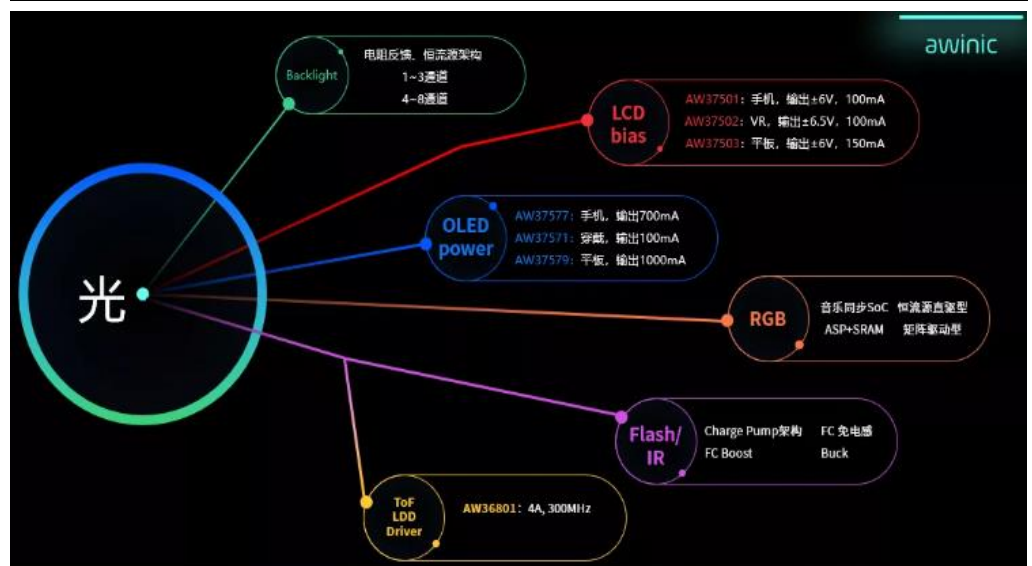 awinic
光
Backlight
电阻反馈、恒流源架构
1~3通道
4~8通道
LCD
bias
AW37501：手机，输出±6V，100mA
AW37502：VR，输出±6.5V，100mA
AW37503：平板，输出±6V，150mA
OLED
power
AW37577：手机，输出700mA
AW37571：穿戴，输出100mA
AW37579：平板，输出1000mA
RGB
音乐同步SoC 恒流源直驱型
ASP+SRAM 矩阵驱动型
Flash/
IR
Charge Pump架构 FC 免电感
FC Boost Buck
ToF
LDD
Driver
AW36801：4A, 300MHz